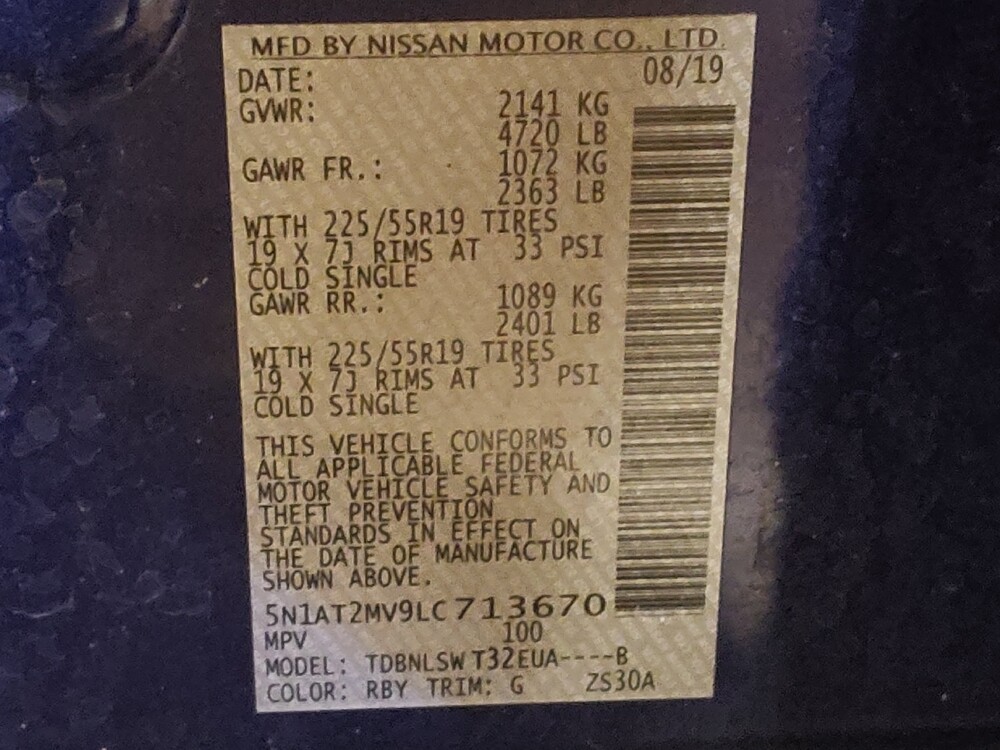 MFD BY NISSAN MOTOR CO., LTD.
DATE: 08/19
GVWR: 2141 KG
4720 LB
GAWR FR.: 1072 KG
2363 LB
WITH 225/55R19 TIRES
19 X 7J RIMS AT 33 PSI
COLD SINGLE
GAWR RR.: 1089 KG
2401 LB
WITH 225/55R19 TIRES
19 X 7J RIMS AT 33 PSI
COLD SINGLE
THIS VEHICLE CONFORMS TO
ALL APPLICABLE FEDERAL
MOTOR VEHICLE SAFETY AND
THEFT PREVENTION
STANDARDS IN EFFECT ON
THE DATE OF MANUFACTURE
SHOWN ABOVE.
5N1AT2MV9LC713670
MPV 100
MODEL: TDBNLSW T32EUA----B
COLOR: RBY TRIM: G ZS30A